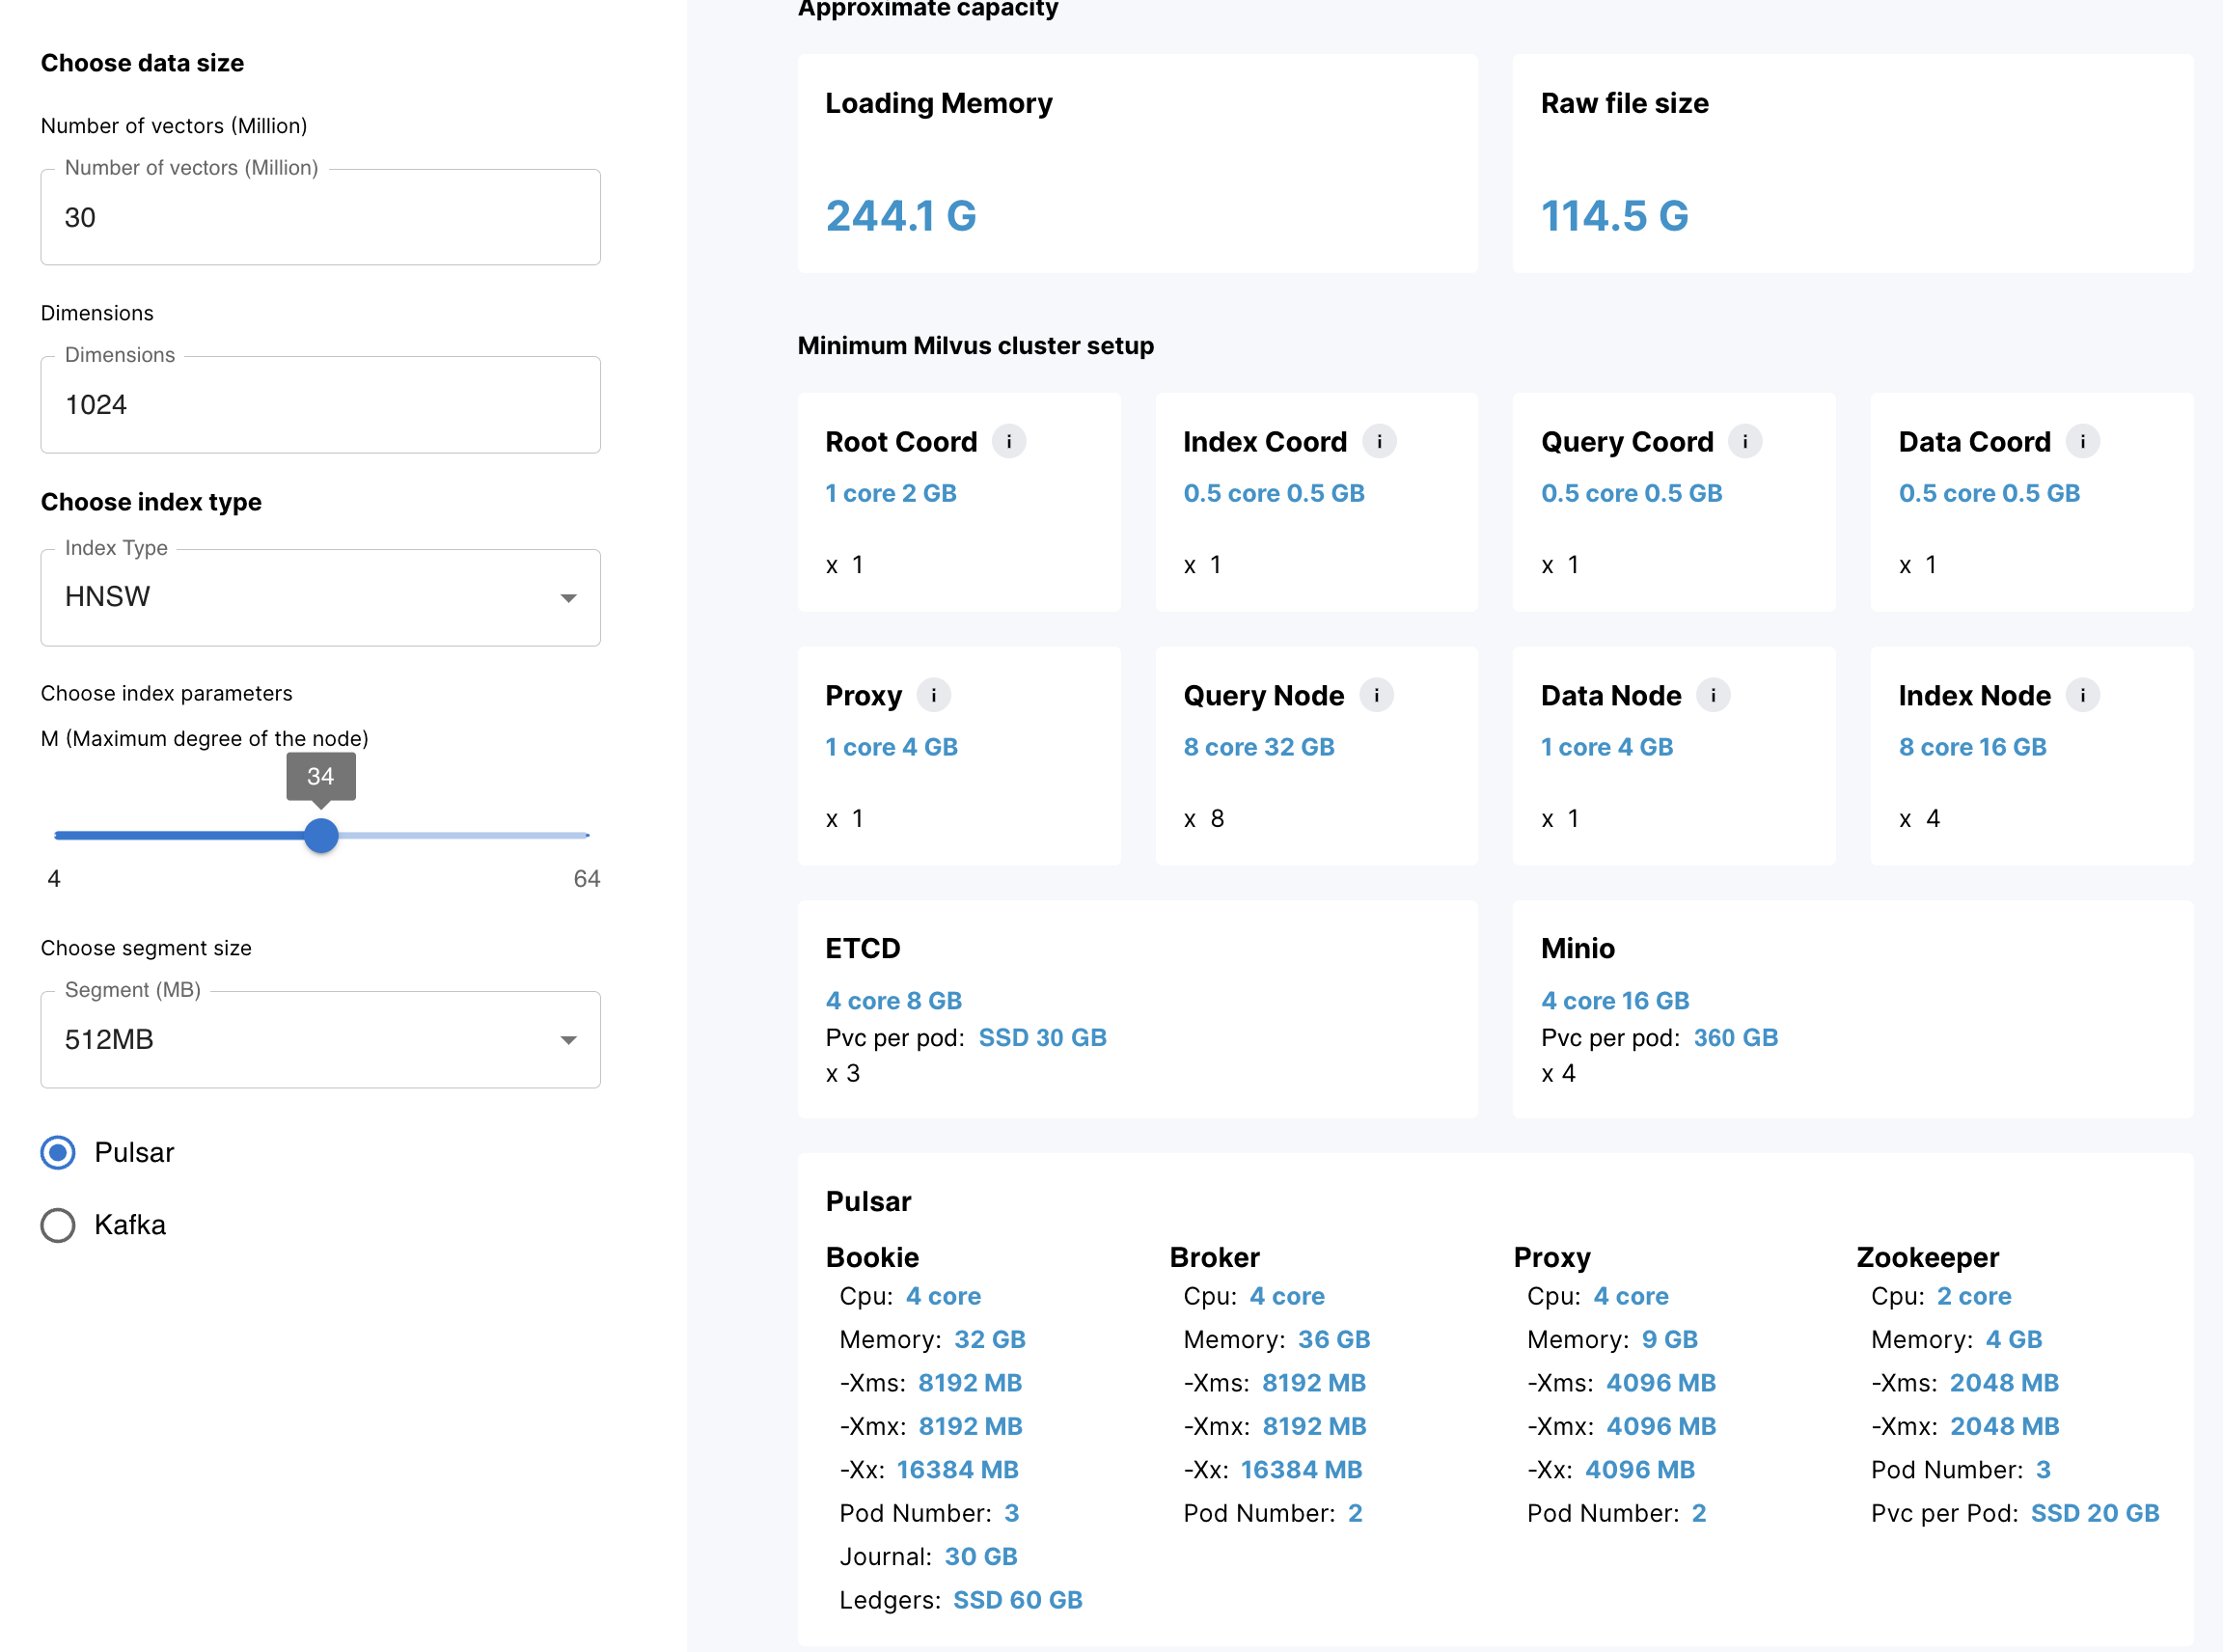 Choose data size
Number of vectors (Million)
Number of vectors (Million)
30
Dimensions
Dimensions
1024
Choose index type
Index Type
HNSW
Choose index parameters
M (Maximum degree of the node)
34
4 64
Choose segment size
Segment (MB)
512MB
Pulsar
Kafka
Approximate capacity
Loading Memory
244.1 G
Raw file size
114.5 G
Minimum Milvus cluster setup
Root Coord i
1 core 2 GB
x 1
Index Coord i
0.5 core 0.5 GB
x 1
Query Coord i
0.5 core 0.5 GB
x 1
Data Coord i
0.5 core 0.5 GB
x 1
Proxy i
1 core 4 GB
x 1
Query Node i
8 core 32 GB
x 8
Data Node i
1 core 4 GB
x 1
Index Node i
8 core 16 GB
x 4
ETCD
4 core 8 GB
Pvc per pod: SSD 30 GB
x 3
Minio
4 core 16 GB
Pvc per pod: 360 GB
x 4
Pulsar
Bookie
Cpu: 4 core
Memory: 32 GB
-Xms: 8192 MB
-Xmx: 8192 MB
-Xx: 16384 MB
Pod Number: 3
Journal: 30 GB
Ledgers: SSD 60 GB
Broker
Cpu: 4 core
Memory: 36 GB
-Xms: 8192 MB
-Xmx: 8192 MB
-Xx: 16384 MB
Pod Number: 2
Proxy
Cpu: 4 core
Memory: 9 GB
-Xms: 4096 MB
-Xmx: 4096 MB
-Xx: 4096 MB
Pod Number: 2
Zookeeper
Cpu: 2 core
Memory: 4 GB
-Xms: 2048 MB
-Xmx: 2048 MB
Pod Number: 3
Pvc per Pod: SSD 20 GB